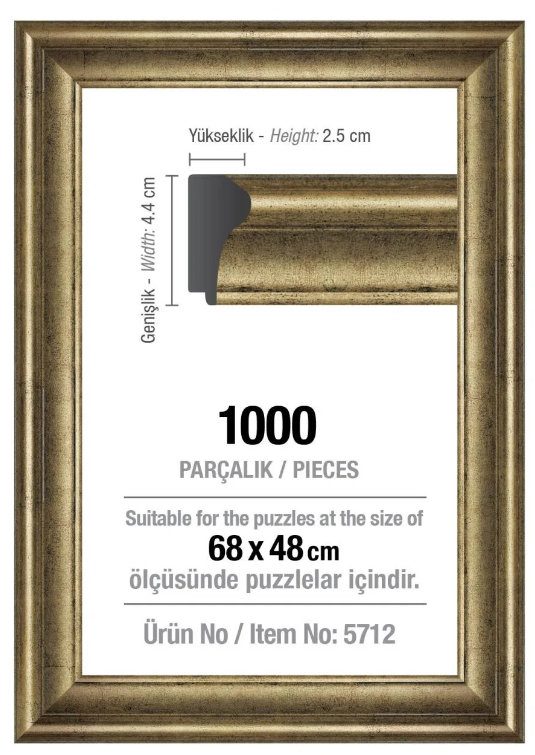 Yükseklik - Height: 2.5 cm
Genişlik - Width: 4.4 cm
1000
PARÇALIK / PIECES
Suitable for the puzzles at the size of
68 x 48 cm
ölçüsünde puzzlelar içindir.
Ürün No / Item No: 5712